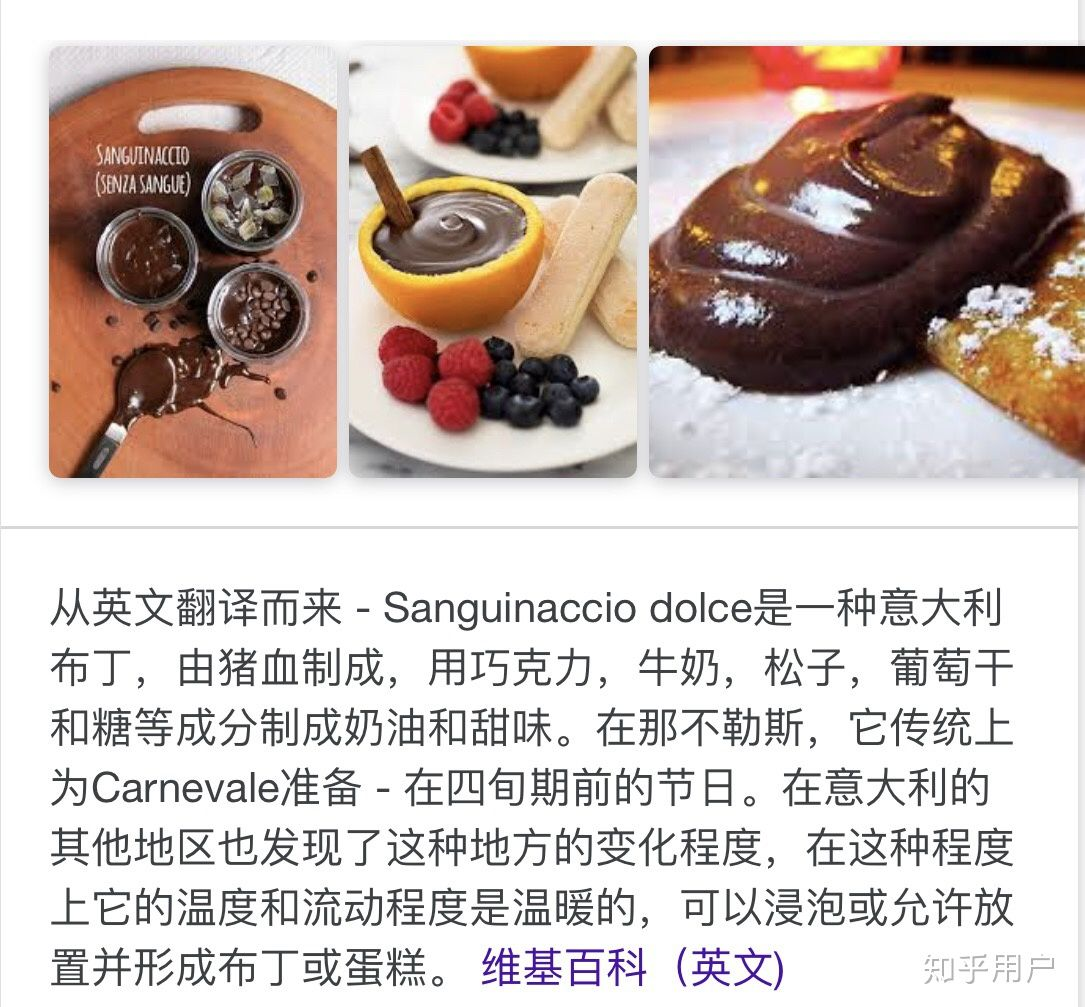 SANGUINACCIO
(SENZA SANGUE)
从英文翻译而来 - Sanguinaccio dolce是一种意大利
布丁，由猪血制成，用巧克力，牛奶，松子，葡萄干
和糖等成分制成奶油和甜味。在那不勒斯，它传统上
为Carnevale准备 - 在四旬期前的节日。在意大利的
其他地区也发现了这种地方的变化程度，在这种程度
上它的温度和流动程度是温暖的，可以浸泡或允许放
置并形成布丁或蛋糕。 维基百科（英文)
知乎用户